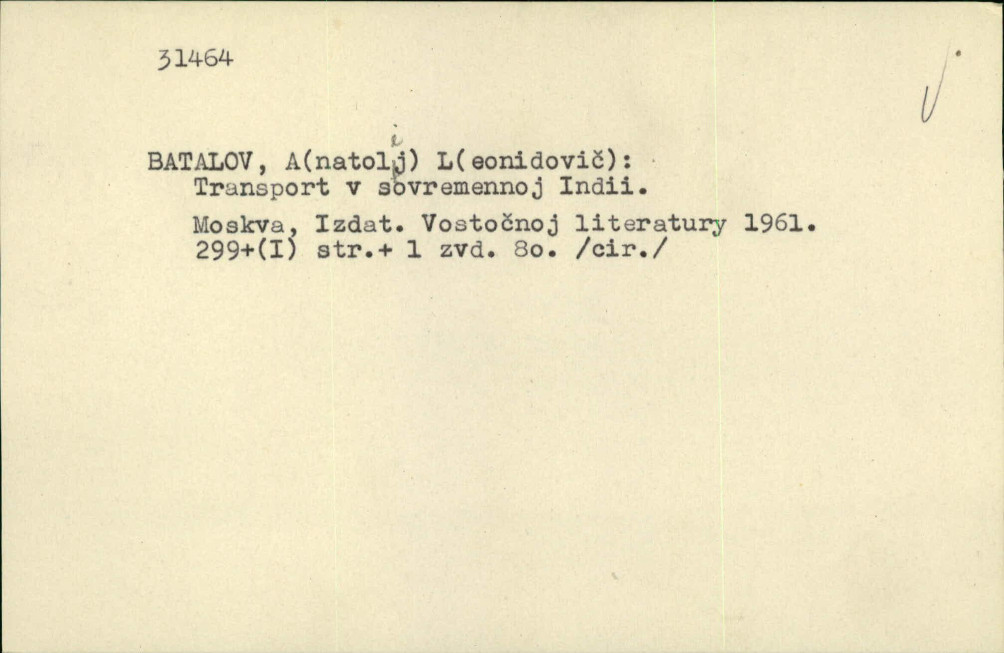 31464
BATALOV, A(natolij) L(eonidovič):
Transport v sovremennoj Indii.
Moskva, Izdat. Vostočnoj literatury 1961.
299+(I) str.+ 1 zvd. 8o. /cir./